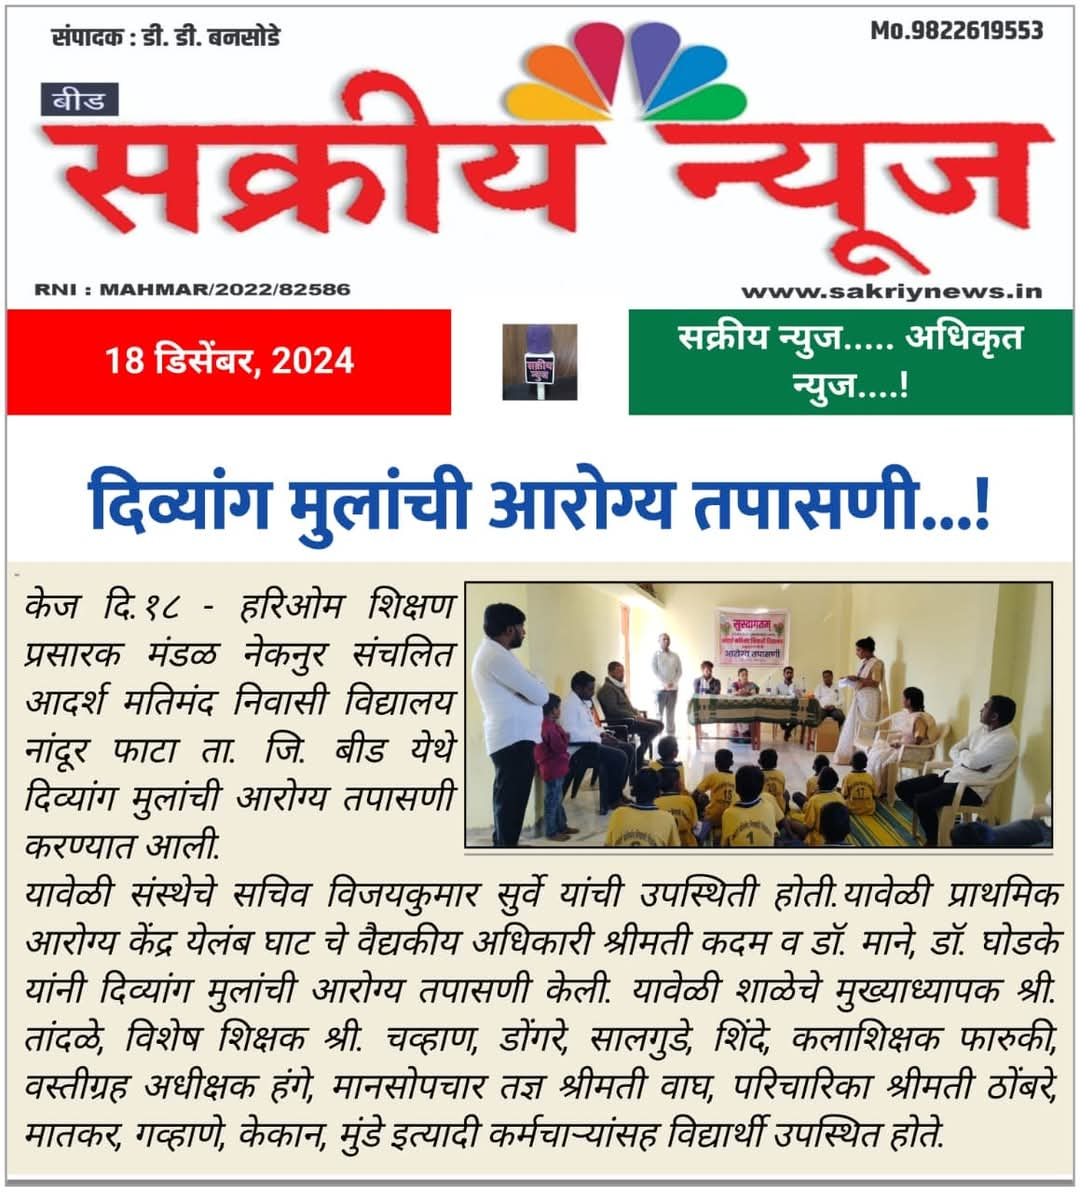 संपादक : डी. डी. बनसोडे
Mo.9822619553
बीड
सक्रीय न्यूज
RNI : MAHMAR/2022/82586
www.sakriynews.in
18 डिसेंबर, 2024
सक्रीय न्युज
सक्रीय न्युज..... अधिकृत
न्युज....!
दिव्यांग मुलांची आरोग्य तपासणी...!
केज दि.१८ - हरिओम शिक्षण
प्रसारक मंडळ नेकनुर संचलित
आदर्श मतिमंद निवासी विद्यालय
नांदूर फाटा ता. जि. बीड येथे
दिव्यांग मुलांची आरोग्य तपासणी
करण्यात आली.
सुस्वागतम्
आरोग्य तपासणी
15
17
1
यावेळी संस्थेचे सचिव विजयकुमार सुर्वे यांची उपस्थिती होती.यावेळी प्राथमिक
आरोग्य केंद्र येलंब घाट चे वैद्यकीय अधिकारी श्रीमती कदम व डॉ. माने, डॉ. घोडके
यांनी दिव्यांग मुलांची आरोग्य तपासणी केली. यावेळी शाळेचे मुख्याध्यापक श्री.
तांदळे, विशेष शिक्षक श्री. चव्हाण, डोंगरे, सालगुडे, शिंदे, कलाशिक्षक फारुकी,
वस्तीग्रह अधीक्षक हंगे, मानसोपचार तज्ञ श्रीमती वाघ, परिचारिका श्रीमती ठोंबरे,
मातकर, गव्हाणे, केकान, मुंडे इत्यादी कर्मचाऱ्यांसह विद्यार्थी उपस्थित होते.